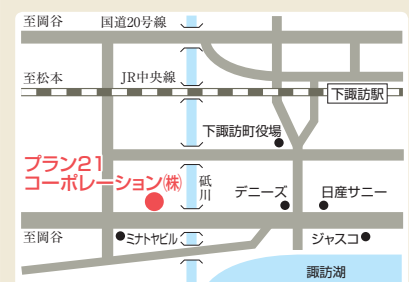 至岡谷
国道20号線
至松本
JR中央線
下諏訪駅
下諏訪町役場
プラン21
コーポレーション㈱
砥川
デニーズ
日産サニー
至岡谷
ミナトヤビル
ジャスコ
諏訪湖